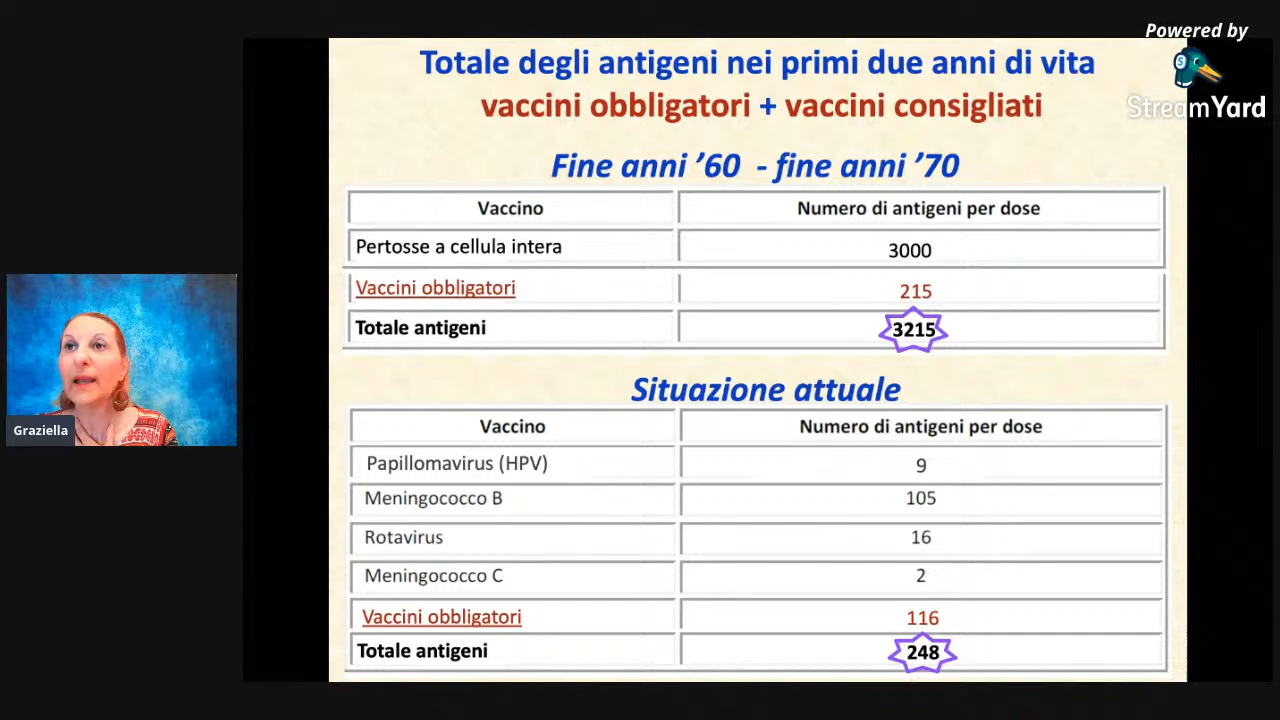 Powered by
StreamYard
Totale degli antigeni nei primi due anni di vita
vaccini obbligatori + vaccini consigliati
Fine anni ’60 - fine anni ’70
Vaccino Numero di antigeni per dose
Pertosse a cellula intera 3000
Vaccini obbligatori 215
Totale antigeni 3215
Situazione attuale
Vaccino Numero di antigeni per dose
Papillomavirus (HPV) 9
Meningococco B 105
Rotavirus 16
Meningococco C 2
Vaccini obbligatori 116
Totale antigeni 248
Graziella